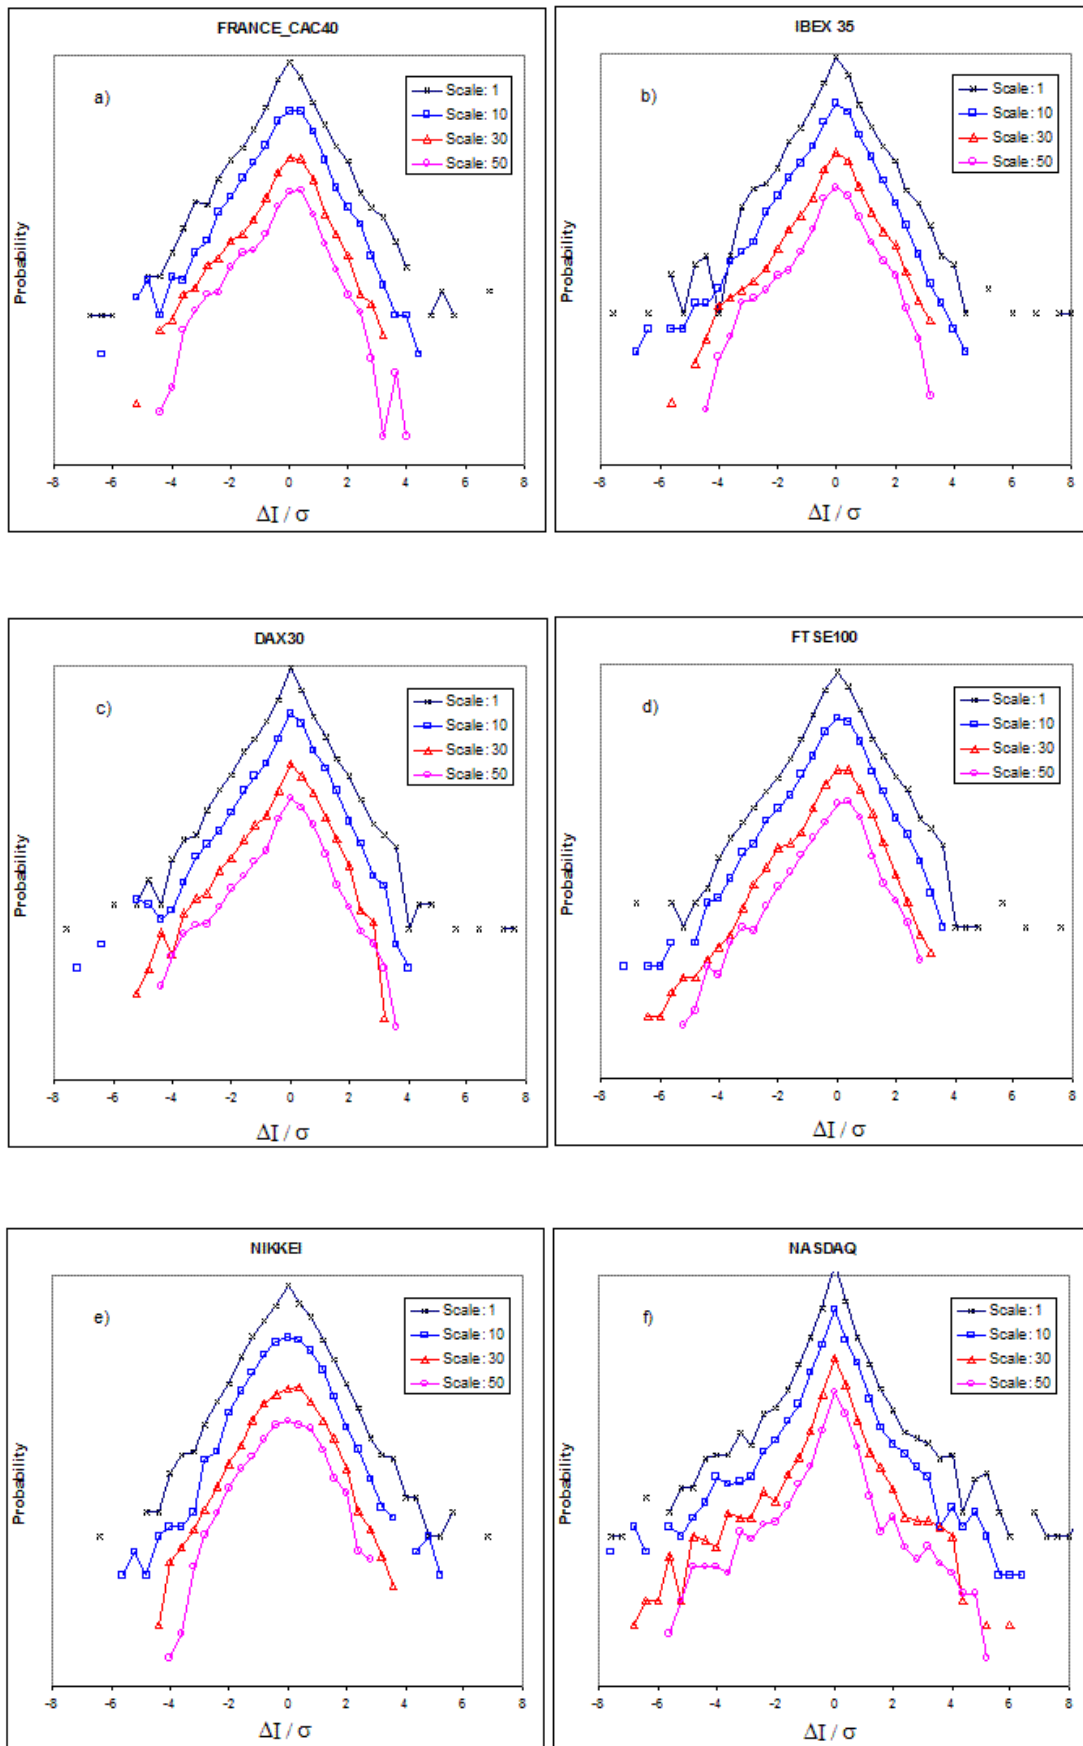 FRANCE_CAC40
a)
Scale: 1
Scale: 10
Scale: 30
Scale: 50
Probability
-8 -6 -4 -2 0 2 4 6 8
ΔI / σ
IBEX 35
b)
Scale: 1
Scale: 10
Scale: 30
Scale: 50
Probability
-8 -6 -4 -2 0 2 4 6 8
ΔI / σ
DAX30
c)
Scale: 1
Scale: 10
Scale: 30
Scale: 50
Probability
-8 -6 -4 -2 0 2 4 6 8
ΔI / σ
FTSE100
d)
Scale: 1
Scale: 10
Scale: 30
Scale: 50
Probability
-8 -6 -4 -2 0 2 4 6 8
ΔI / σ
NIKKEI
e)
Scale: 1
Scale: 10
Scale: 30
Scale: 50
Probability
-8 -6 -4 -2 0 2 4 6 8
ΔI / σ
NASDAQ
f)
Scale: 1
Scale: 10
Scale: 30
Scale: 50
Probability
-8 -6 -4 -2 0 2 4 6 8
ΔI / σ